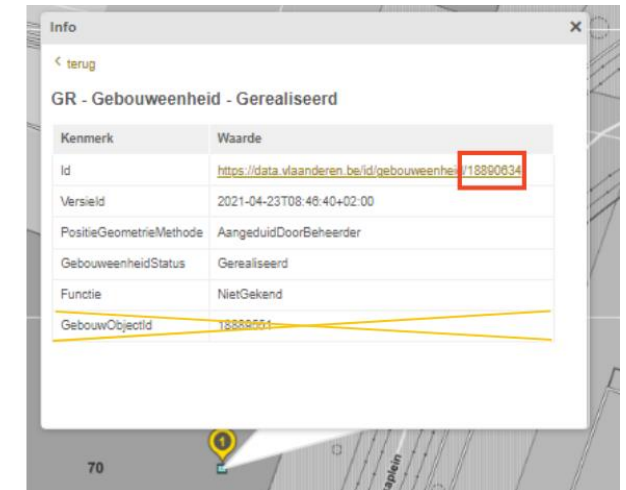 Info
terug
GR - Gebouweenheid - Gerealiseerd
Kenmerk Waarde
Id https://data.vlaanderen.be/id/gebouweenheid/18890634
VersieId 2021-04-23T08:46:40+02:00
PositieGeometrieMethode AangeduidDoorBeheerder
GebouweenheidStatus Gerealiseerd
Functie NietGekend
GebouwObjectId 18889551
1
70